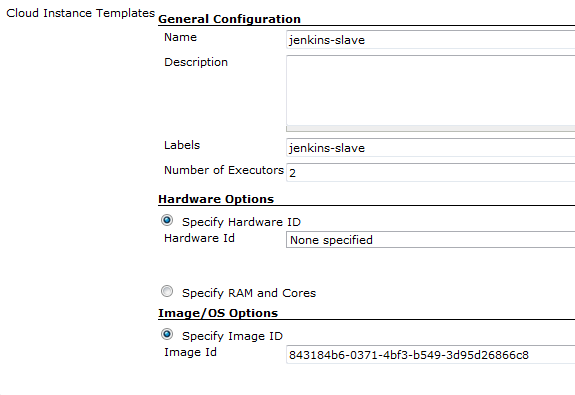 Cloud Instance Templates
General Configuration
Name jenkins-slave
Description
Labels jenkins-slave
Number of Executors 2
Hardware Options
Specify Hardware ID
Hardware Id None specified
Specify RAM and Cores
Image/OS Options
Specify Image ID
Image Id 843184b6-0371-4bf3-b549-3d95d26866c8